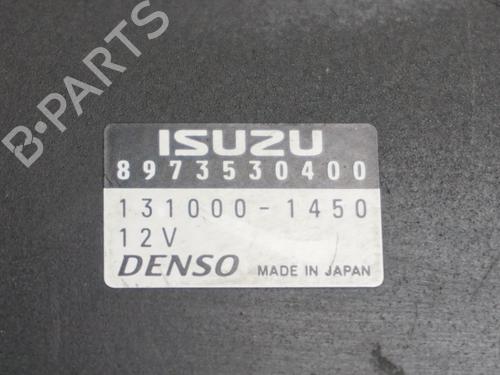 B-PARTS
ISUZU
8973530400
131000-1450
12V
DENSO MADE IN JAPAN